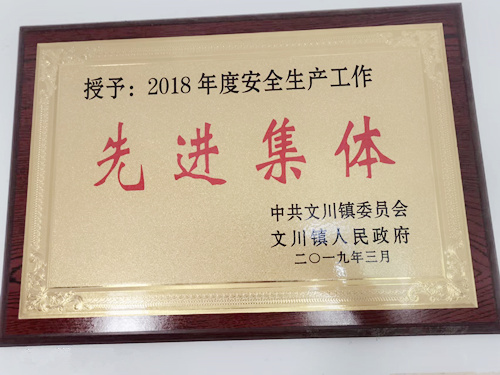 授予：2018年度安全生产工作
先进集体
中共文川镇委员会
文川镇人民政府
二〇一九年三月